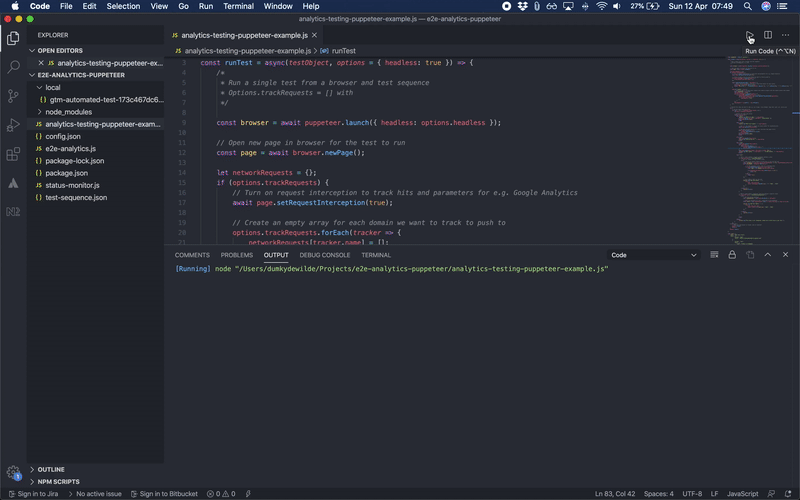 Code File Edit Selection View Go Run Terminal Window Help 27% Sun 12 Apr 07:49
analytics-testing-puppeteer-example.js — e2e-analytics-puppeteer
EXPLORER
OPEN EDITORS
JS analytics-testing-puppeteer-ex...
E2E-ANALYTICS-PUPPETEER
local
{} gtm-automated-test-173c467dc6...
node_modules
JS analytics-testing-puppeteer-exam...
{} config.json
JS e2e-analytics.js
{} package-lock.json
{} package.json
JS status-monitor.js
{} test-sequence.json
OUTLINE
NPM SCRIPTS
JS analytics-testing-puppeteer-example.js
JS analytics-testing-puppeteer-example.js > runTest
Run Code (^⌥N)
3 const runTest = async(testObject, options = { headless: true }) => {
4 /*
5 * Run a single test from a browser and test sequence
6 * Options.trackRequests = [] with
7 */
8
9 const browser = await puppeteer.launch({ headless: options.headless });
10
11 // Open new page in browser for the test to run
12 const page = await browser.newPage();
13
14 let networkRequests = {};
15 if (options.trackRequests) {
16 // Turn on request interception to track hits and parameters for e.g. Google Analytics
17 await page.setRequestInterception(true);
18
19 // Create an empty array for each domain we want to track to push to
20 options.trackRequests.forEach(tracker => {
21 networkRequests[tracker.name] = [];
COMMENTS PROBLEMS OUTPUT DEBUG CONSOLE TERMINAL Code
[Running] node "/Users/dumkydewilde/Projects/e2e-analytics-puppeteer/analytics-testing-puppeteer-example.js"
1
Sign in to Jira No active issue Sign in to Bitbucket 0 0 Ln 83, Col 42 Spaces: 4 UTF-8 LF JavaScript